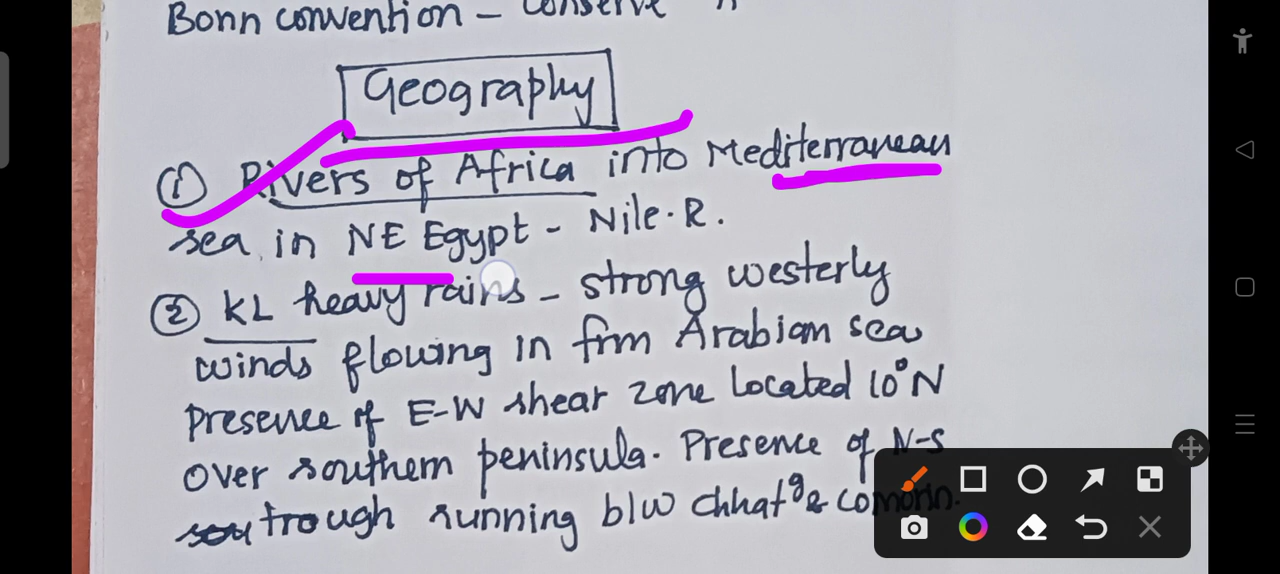 Bonn convention - conserve
Geography
① Rivers of Africa into Mediterranean
sea in NE Egypt - Nile.R.
② KL heavy rains - strong westerly
winds flowing in frm Arabian sea
Presence of E-W shear zone Located 10°N
over southern peninsula. Presence of N-S
trough running b/w chhatg & comorin.